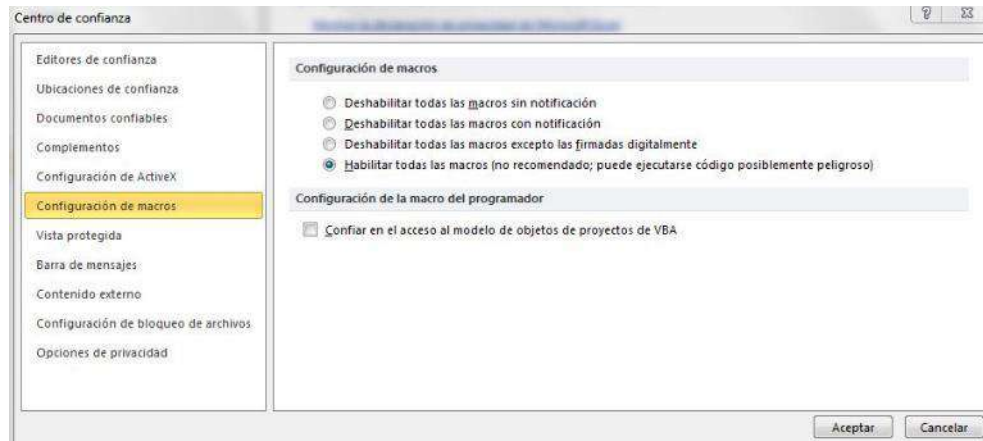 Centro de confianza
Editores de confianza
Ubicaciones de confianza
Documentos confiables
Complementos
Configuración de ActiveX
Configuración de macros
Vista protegida
Barra de mensajes
Contenido externo
Configuración de bloqueo de archivos
Opciones de privacidad
Configuración de macros
Deshabilitar todas las macros sin notificación
Deshabilitar todas las macros con notificación
Deshabilitar todas las macros excepto las firmadas digitalmente
Habilitar todas las macros (no recomendado; puede ejecutarse código posiblemente peligroso)
Configuración de la macro del programador
Confiar en el acceso al modelo de objetos de proyectos de VBA
Aceptar
Cancelar